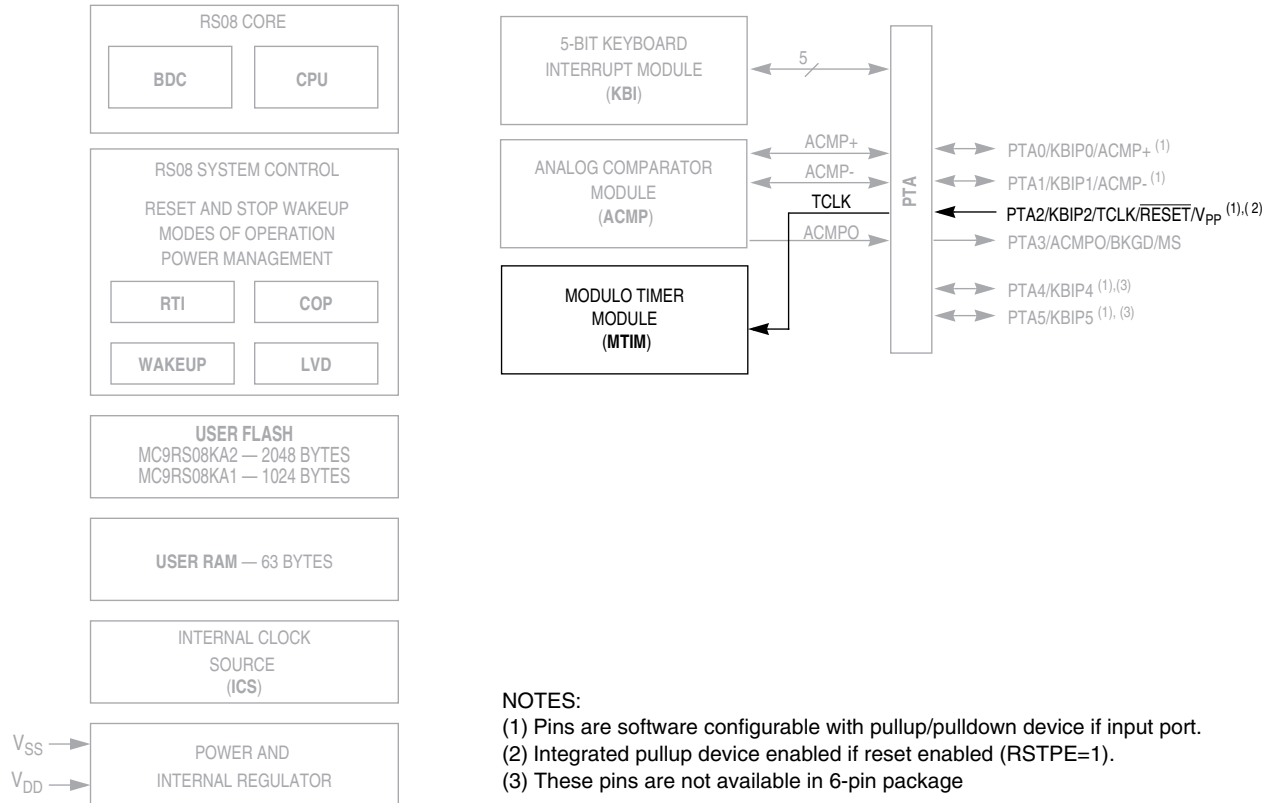 RS08 CORE
BDC
CPU
RS08 SYSTEM CONTROL
RESET AND STOP WAKEUP
MODES OF OPERATION
POWER MANAGEMENT
RTI
COP
WAKEUP
LVD
USER FLASH
MC9RS08KA2 — 2048 BYTES
MC9RS08KA1 — 1024 BYTES
USER RAM — 63 BYTES
INTERNAL CLOCK
SOURCE
(ICS)
VSS
VDD
POWER AND
INTERNAL REGULATOR
5-BIT KEYBOARD
INTERRUPT MODULE
(KBI)
5
ANALOG COMPARATOR
MODULE
(ACMP)
ACMP+
ACMP-
TCLK
ACMPO
MODULO TIMER
MODULE
(MTIM)
PTA
PTA0/KBIP0/ACMP+ (1)
PTA1/KBIP1/ACMP- (1)
PTA2/KBIP2/TCLK/RESET/VPP (1),( 2)
PTA3/ACMPO/BKGD/MS
PTA4/KBIP4 (1),(3)
PTA5/KBIP5 (1), (3)
NOTES:
(1) Pins are software configurable with pullup/pulldown device if input port.
(2) Integrated pullup device enabled if reset enabled (RSTPE=1).
(3) These pins are not available in 6-pin package